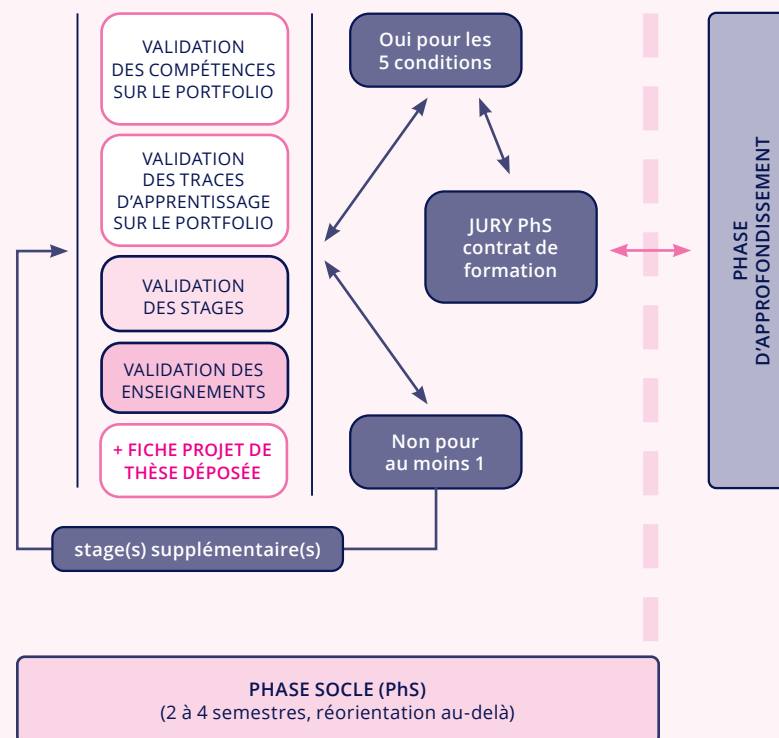 VALIDATION
DES COMPÉTENCES
SUR LE PORTFOLIO
VALIDATION
DES TRACES
D'APPRENTISSAGE
SUR LE PORTFOLIO
VALIDATION
DES STAGES
VALIDATION DES
ENSEIGNEMENTS
+ FICHE PROJET DE
THÈSE DÉPOSÉE
Oui pour les
5 conditions
JURY PhS
contrat de
formation
Non pour
au moins 1
stage(s) supplémentaire(s)
PHASE
D'APPROFONDISSEMENT
PHASE SOCLE (PhS)
(2 à 4 semestres, réorientation au-delà)